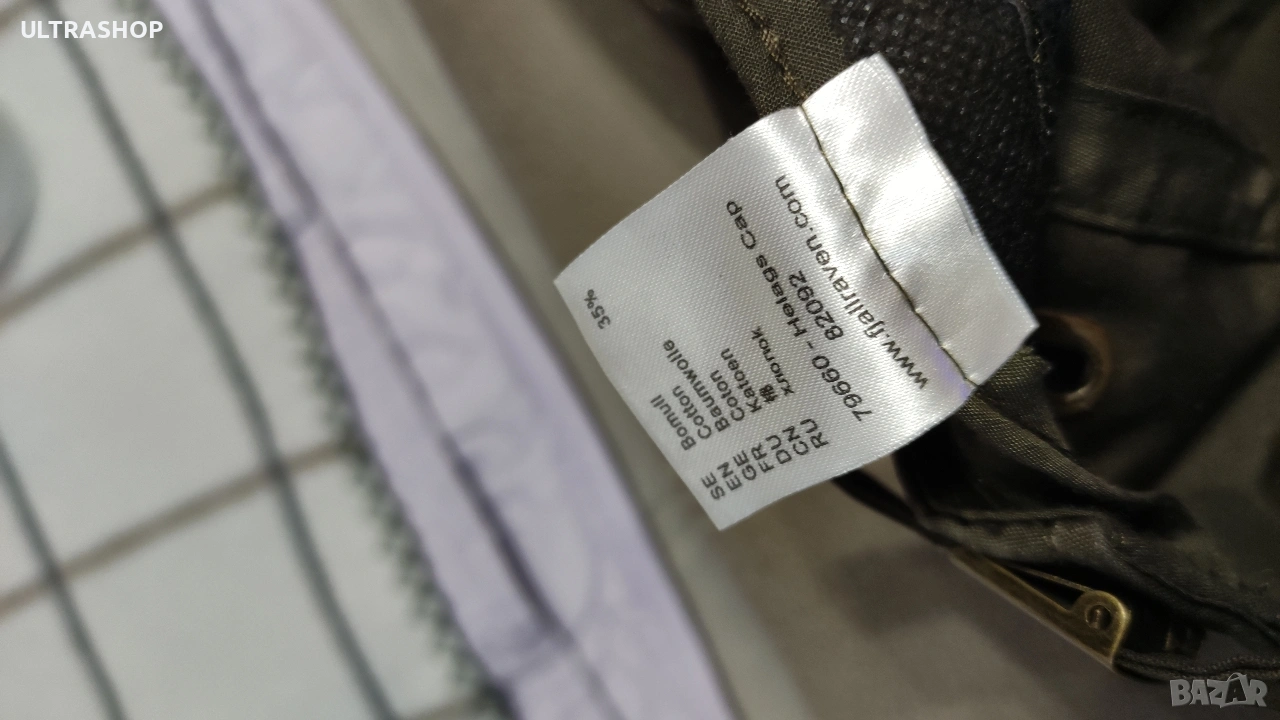 ULTRASHOP
www.fjallraven.com
82092
79660 - Helags Cap
35%
SE Bomull
EN Cotton
GE Baumwolle
FR Coton
DU Katoen
CN 棉
RU хлопок
BAZAR